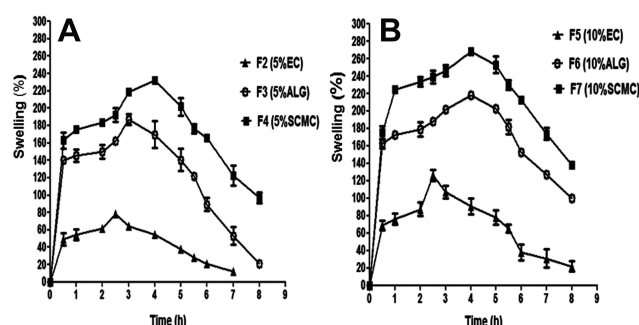 A
F2 (5%EC)
F3 (5%ALG)
F4 (5%SCMC)
Swelling (%)
300
280
260
240
220
200
180
160
140
120
100
80
60
40
20
0
0 1 2 3 4 5 6 7 8 9
Time (h)
B
F5 (10%EC)
F6 (10%ALG)
F7 (10%SCMC)
Swelling (%)
300
280
260
240
220
200
180
160
140
120
100
80
60
40
20
0
0 1 2 3 4 5 6 7 8 9
Time (h)